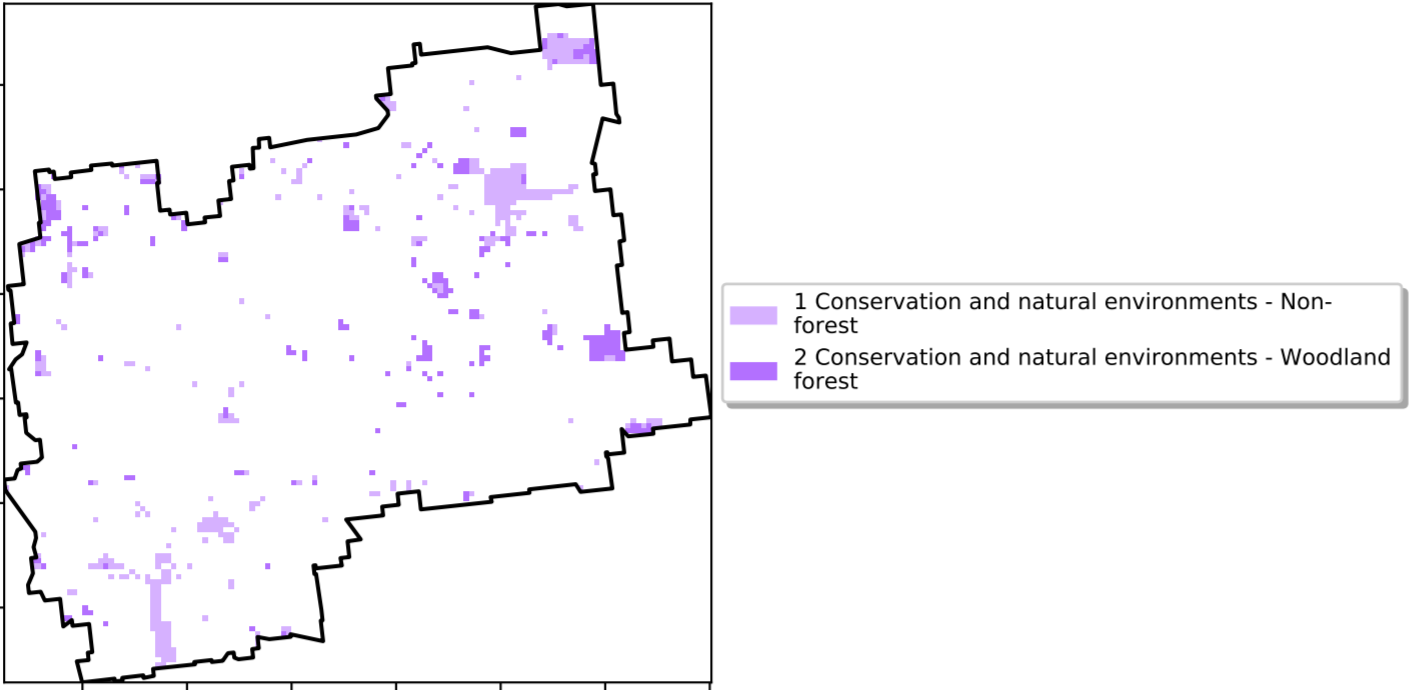 1 Conservation and natural environments - Non-
forest
2 Conservation and natural environments - Woodland
forest